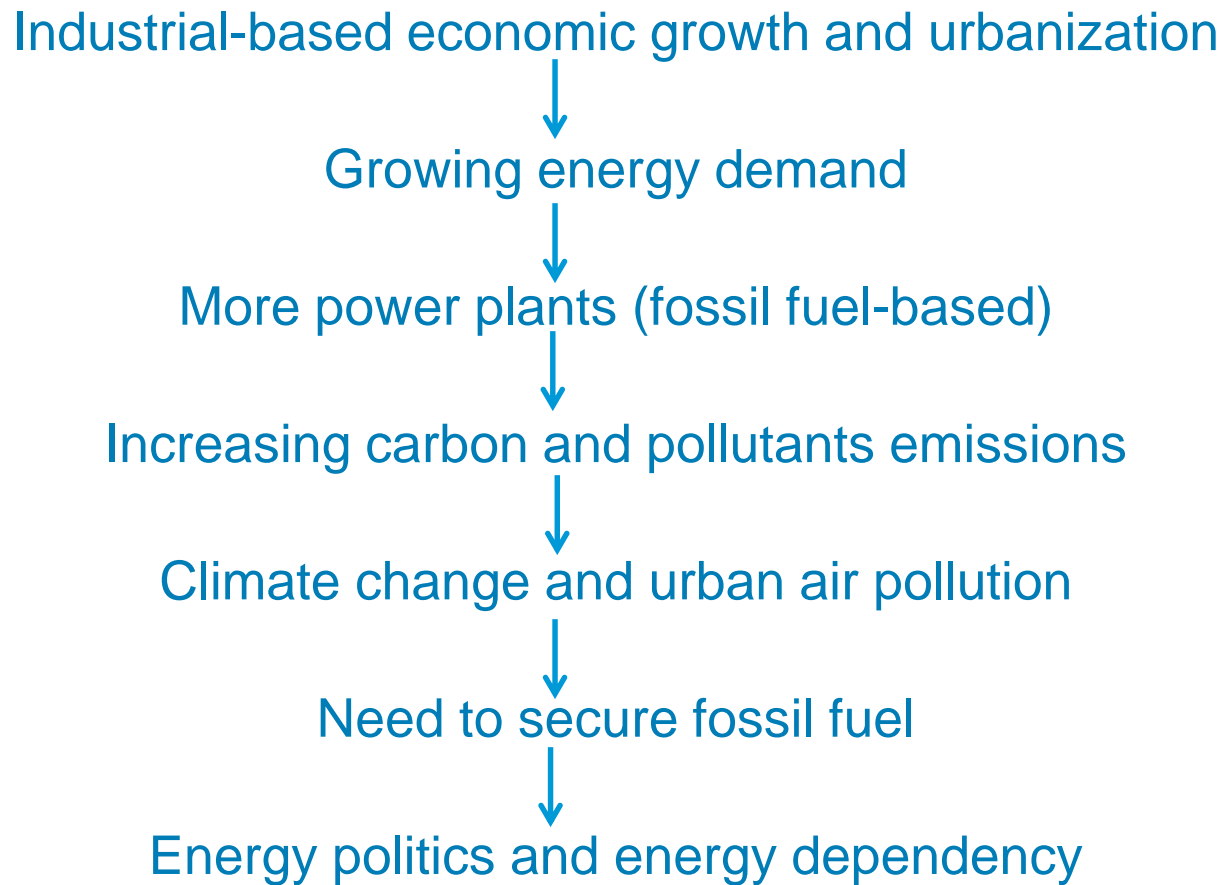 Industrial-based economic growth and urbanization
Growing energy demand
More power plants (fossil fuel-based)
Increasing carbon and pollutants emissions
Climate change and urban air pollution
Need to secure fossil fuel
Energy politics and energy dependency